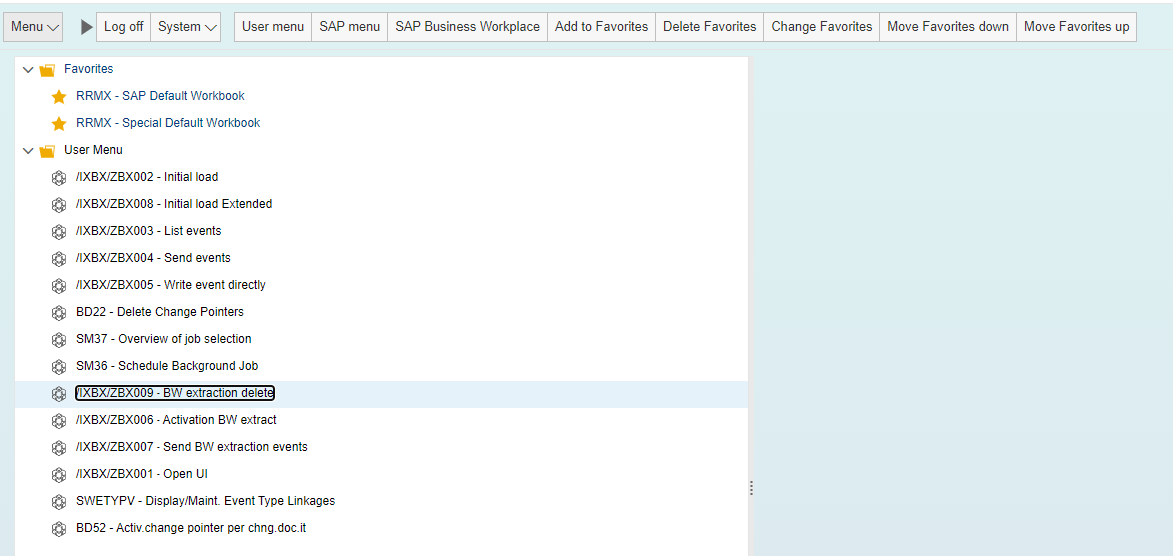 Menu Log off System User menu SAP menu SAP Business Workplace Add to Favorites Delete Favorites Change Favorites Move Favorites down Move Favorites up
Favorites
RRMX - SAP Default Workbook
RRMX - Special Default Workbook
User Menu
/IXBX/ZBX002 - Initial load
/IXBX/ZBX008 - Initial load Extended
/IXBX/ZBX003 - List events
/IXBX/ZBX004 - Send events
/IXBX/ZBX005 - Write event directly
BD22 - Delete Change Pointers
SM37 - Overview of job selection
SM36 - Schedule Background Job
/IXBX/ZBX009 - BW extraction delete
/IXBX/ZBX006 - Activation BW extract
/IXBX/ZBX007 - Send BW extraction events
/IXBX/ZBX001 - Open UI
SWETYPV - Display/Maint. Event Type Linkages
BD52 - Activ.change pointer per chng.doc.it